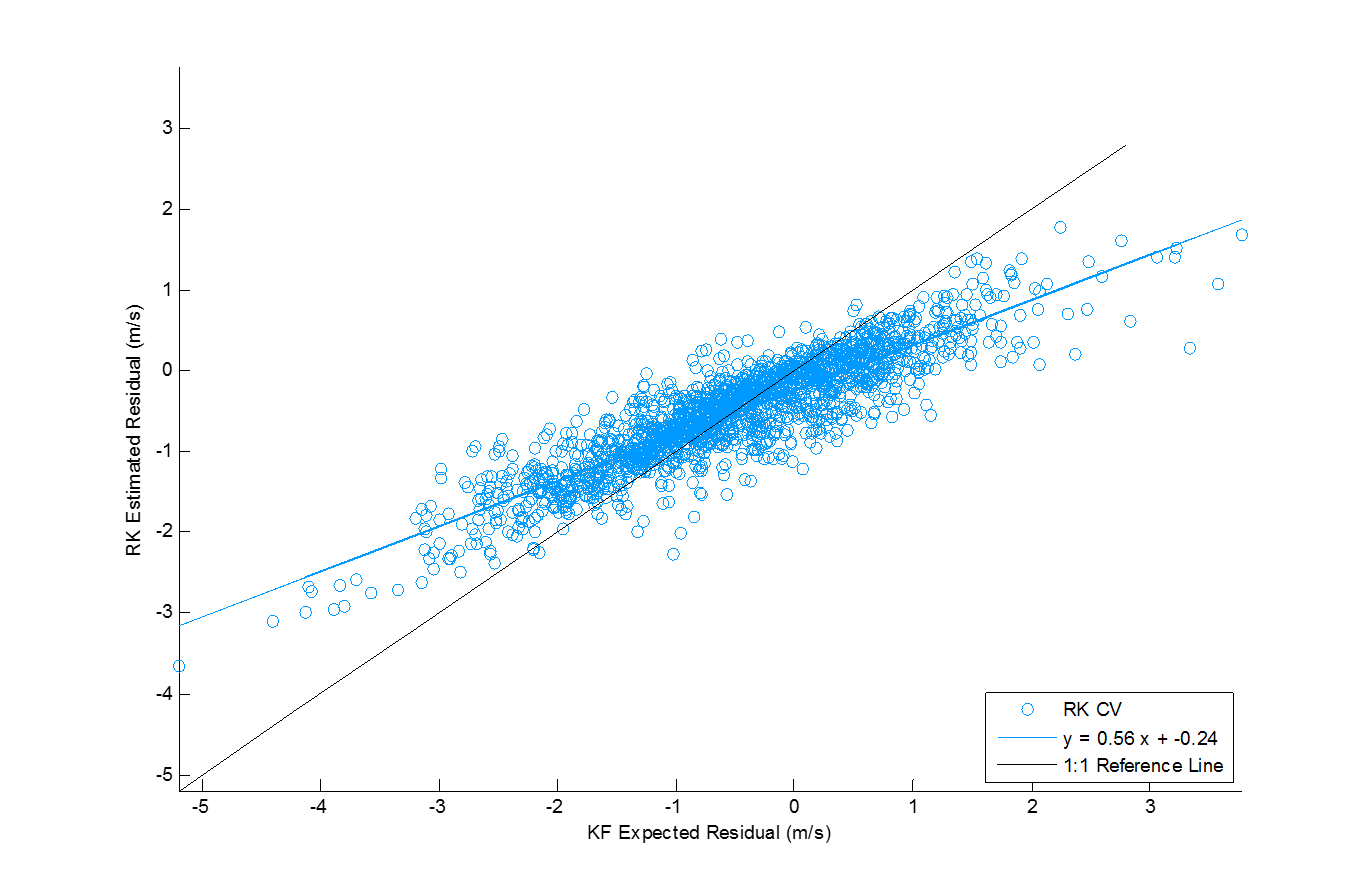 3
2
1
0
-1
-2
-3
-4
-5
RK Estimated Residual (m/s)
-5 -4 -3 -2 -1 0 1 2 3
KF Expected Residual (m/s)
RK CV
y = 0.56 x + -0.24
1:1 Reference Line